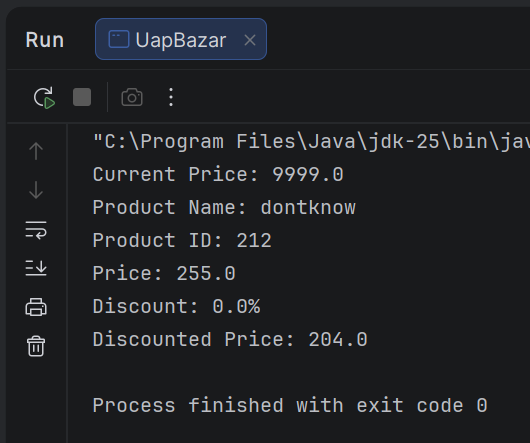 Run
UapBazar
"C:\Program Files\Java\jdk-25\bin\jav
Current Price: 9999.0
Product Name: dontknow
Product ID: 212
Price: 255.0
Discount: 0.0%
Discounted Price: 204.0
Process finished with exit code 0